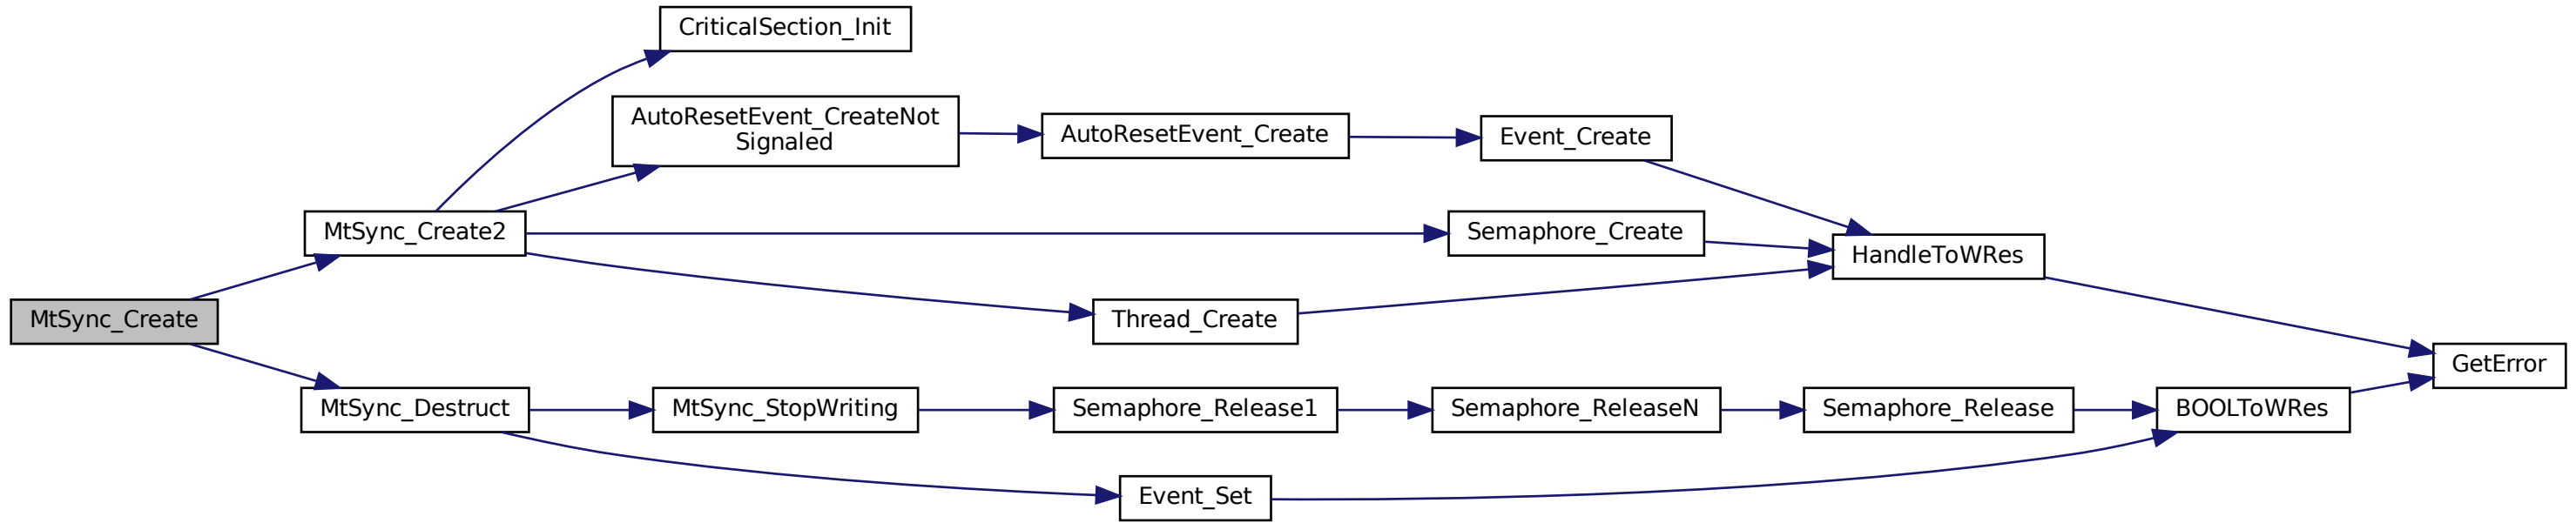 CriticalSection_Init
AutoResetEvent_CreateNot
Signaled
AutoResetEvent_Create
Event_Create
MtSync_Create2
Semaphore_Create
HandleToWRes
MtSync_Create
Thread_Create
GetError
MtSync_Destruct
MtSync_StopWriting
Semaphore_Release1
Semaphore_ReleaseN
Semaphore_Release
BOOLToWRes
Event_Set